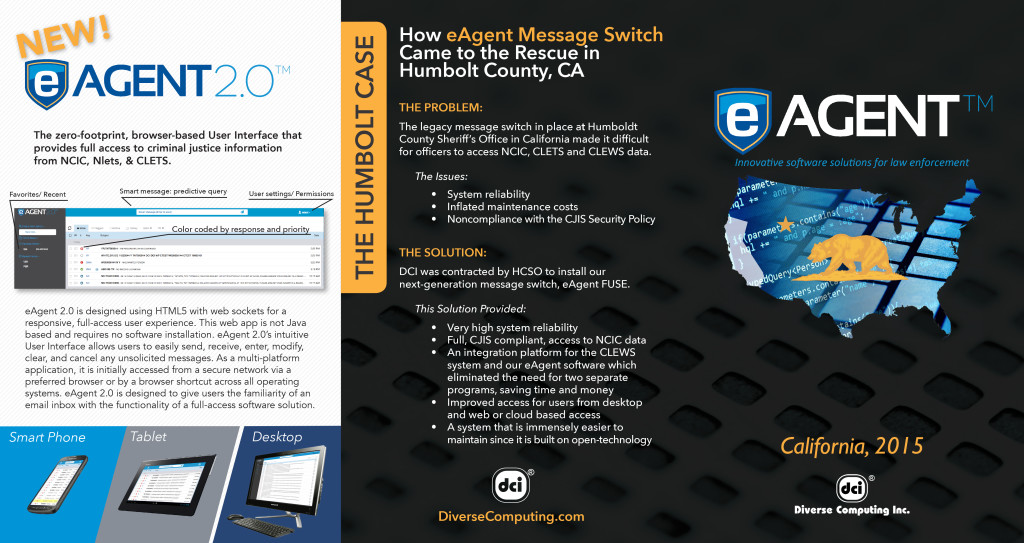 NEW!
e AGENT 2.0™
The zero-footprint, browser-based User Interface that
provides full access to criminal justice information
from NCIC, Nlets, & CLETS.
Favorites/ Recent
Smart message: predictive query
User settings/ Permissions
eAGENT
Color coded by response and priority
eAgent 2.0 is designed using HTML5 with web sockets for a
responsive, full-access user experience. This web app is not Java
based and requires no software installation. eAgent 2.0's intuitive
User Interface allows users to easily send, receive, enter, modify,
clear, and cancel any unsolicited messages. As a multi-platform
application, it is initially accessed from a secure network via a
preferred browser or by a browser shortcut across all operating
systems. eAgent 2.0 is designed to give users the familiarity of an
email inbox with the functionality of a full-access software solution.
Smart Phone
Tablet
Desktop
THE HUMBOLT CASE
How eAgent Message Switch
Came to the Rescue in
Humbolt County, CA
THE PROBLEM:
The legacy message switch in place at Humboldt
County Sheriff's Office in California made it difficult
for officers to access NCIC, CLETS and CLEWS data.
The Issues:
• System reliability
• Inflated maintenance costs
• Noncompliance with the CJIS Security Policy
THE SOLUTION:
DCI was contracted by HCSO to install our
next-generation message switch, eAgent FUSE.
This Solution Provided:
• Very high system reliability
• Full, CJIS compliant, access to NCIC data
• An integration platform for the CLEWS
system and our eAgent software which
eliminated the need for two separate
programs, saving time and money
• Improved access for users from desktop
and web or cloud based access
• A system that is immensely easier to
maintain since it is built on open-technology
dci®
DiverseComputing.com
e AGENT™
Innovative software solutions for law enforcement
California, 2015
dci®
Diverse Computing Inc.